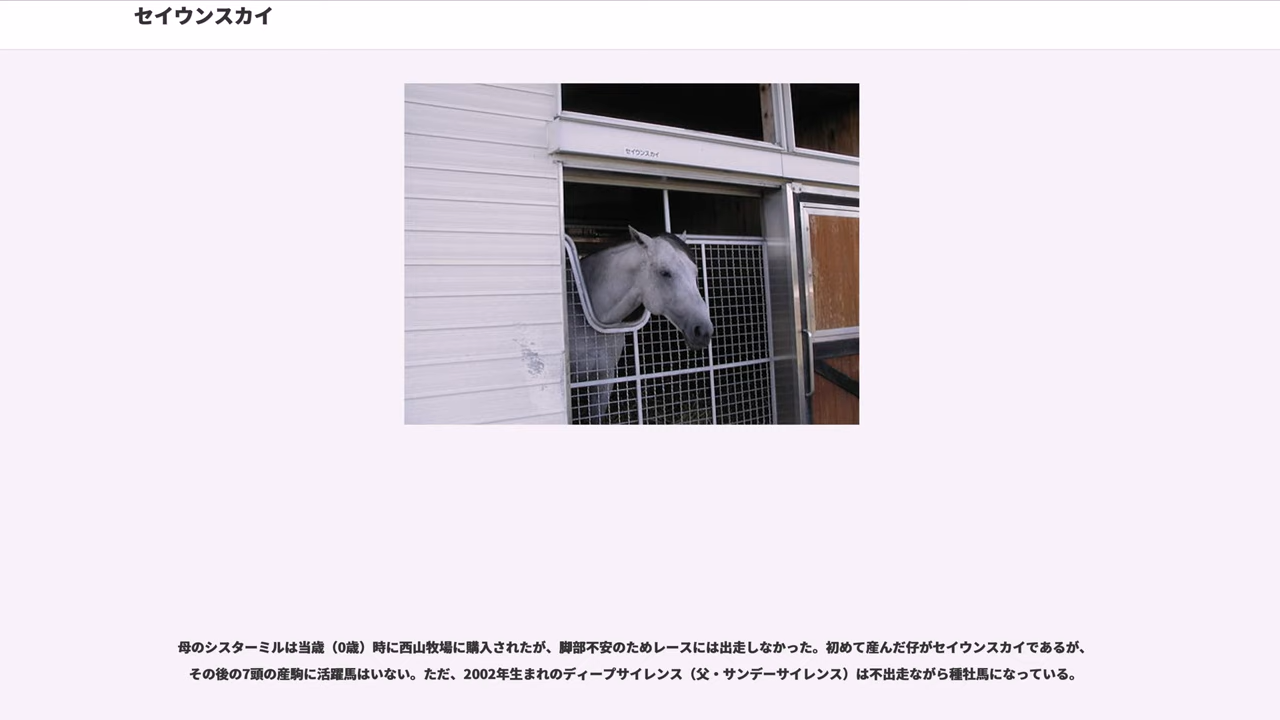 セイウンスカイ
セイウンスカイ
母のシスターミルは当歳（0歳）時に西山牧場に購入されたが、脚部不安のためレースには出走しなかった。初めて産んだ仔がセイウンスカイであるが、
その後の7頭の産駒に活躍馬はいない。ただ、2002年生まれのディープサイレンス（父・サンデーサイレンス）は不出走ながら種牡馬になっている。